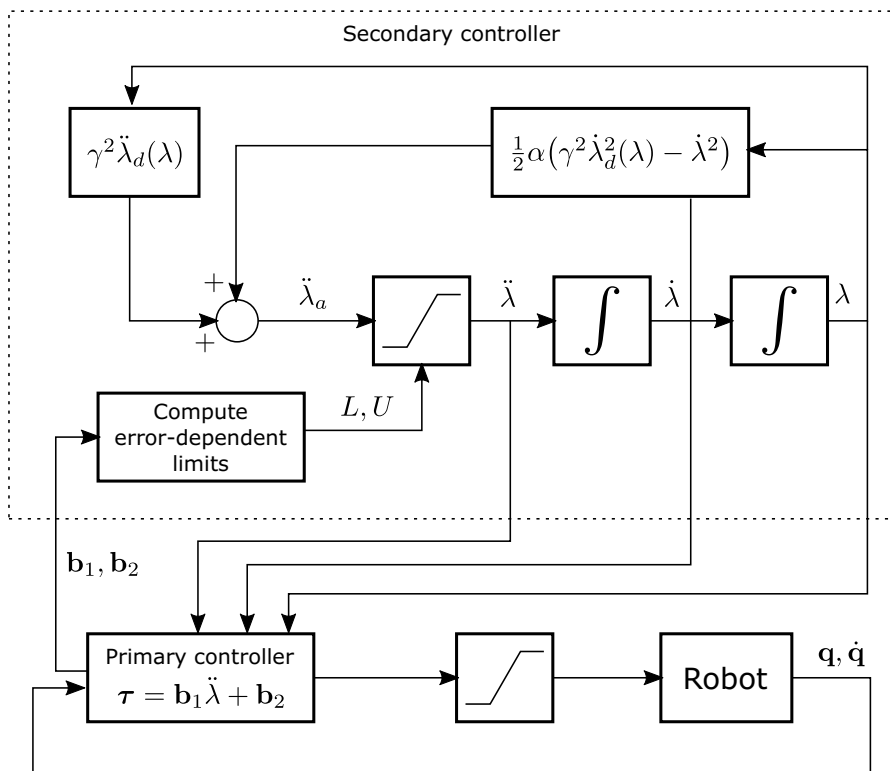 Secondary controller
γ²λ̈_d(λ)
½α(γ²λ̇²_d(λ) − λ̇²)
+
+
λ̈_a
λ̈
∫
λ̇
∫
λ
Compute
error-dependent
limits
L, U
b₁, b₂
Primary controller
τ = b₁λ̈ + b₂
Robot
q, q̇